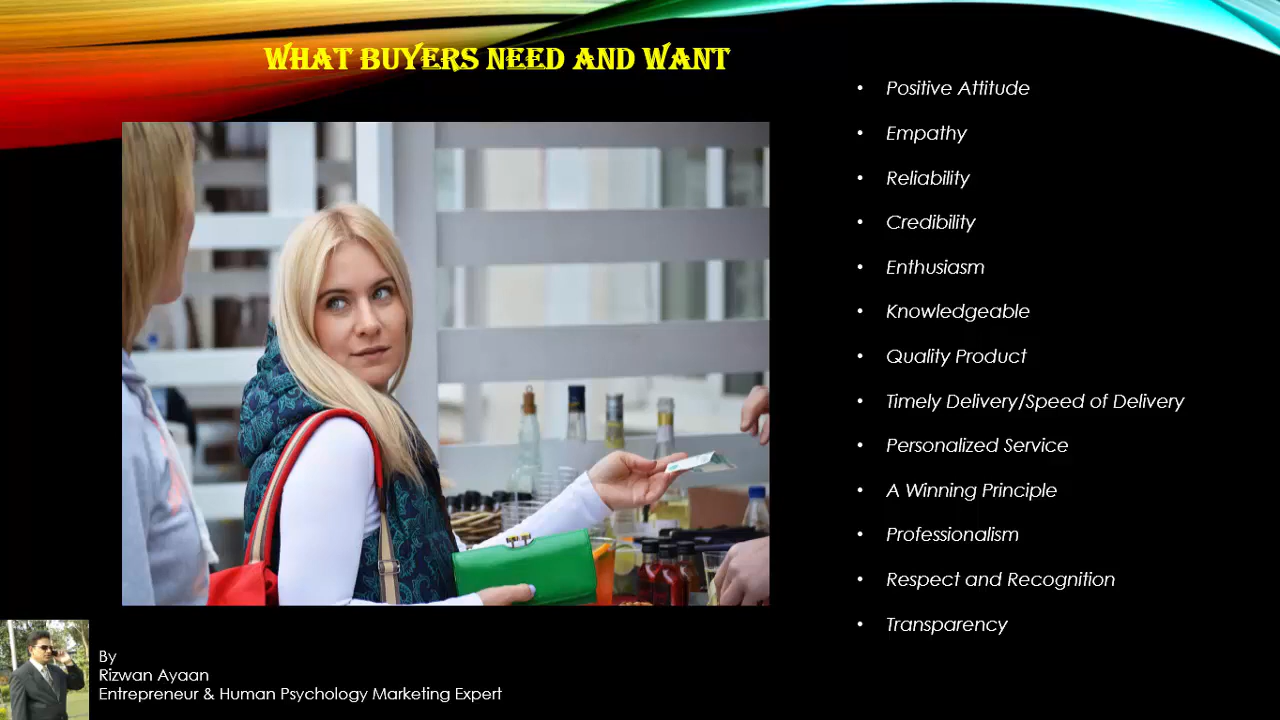 WHAT BUYERS NEED AND WANT
• Positive Attitude
• Empathy
• Reliability
• Credibility
• Enthusiasm
• Knowledgeable
• Quality Product
• Timely Delivery/Speed of Delivery
• Personalized Service
• A Winning Principle
• Professionalism
• Respect and Recognition
• Transparency
By
Rizwan Ayaan
Entrepreneur & Human Psychology Marketing Expert